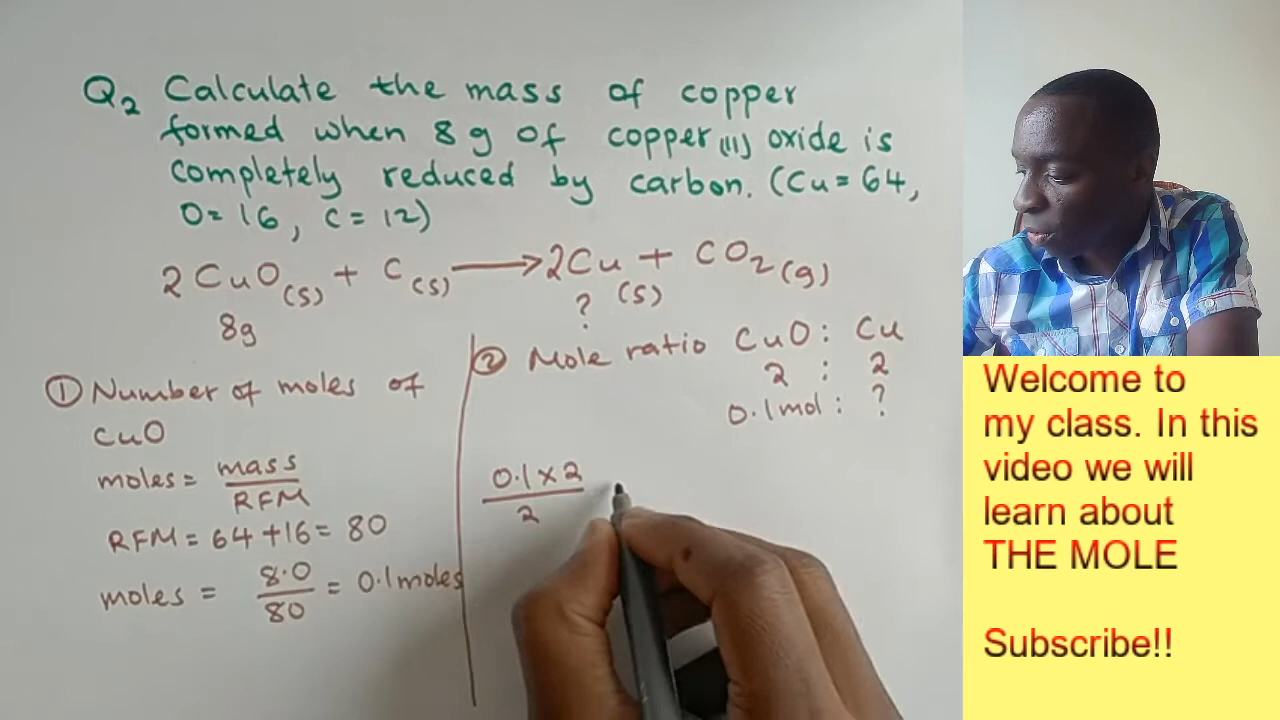 Q2 Calculate the mass of copper
formed when 8 g of copper (II) oxide is
completely reduced by carbon. (Cu = 64,
O = 16, C = 12)
2 CuO(s) + C(s) ⟶ 2Cu(s) + CO2(g)
8g ?
① Number of moles of
CuO
moles = mass / RFM
RFM = 64 + 16 = 80
moles = 8.0 / 80 = 0.1 moles
② Mole ratio CuO : Cu
2 : 2
0.1 mol : ?
0.1 x 2 / 2
Welcome to
my class. In this
video we will
learn about
THE MOLE
Subscribe!!